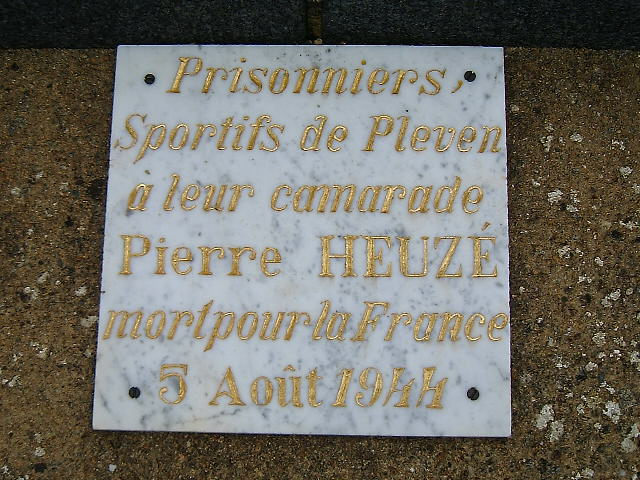 Prisonniers,
Sportifs de Pleven
a leur camarade
Pierre HEUZÉ
mort pour la France
5 Août 1944